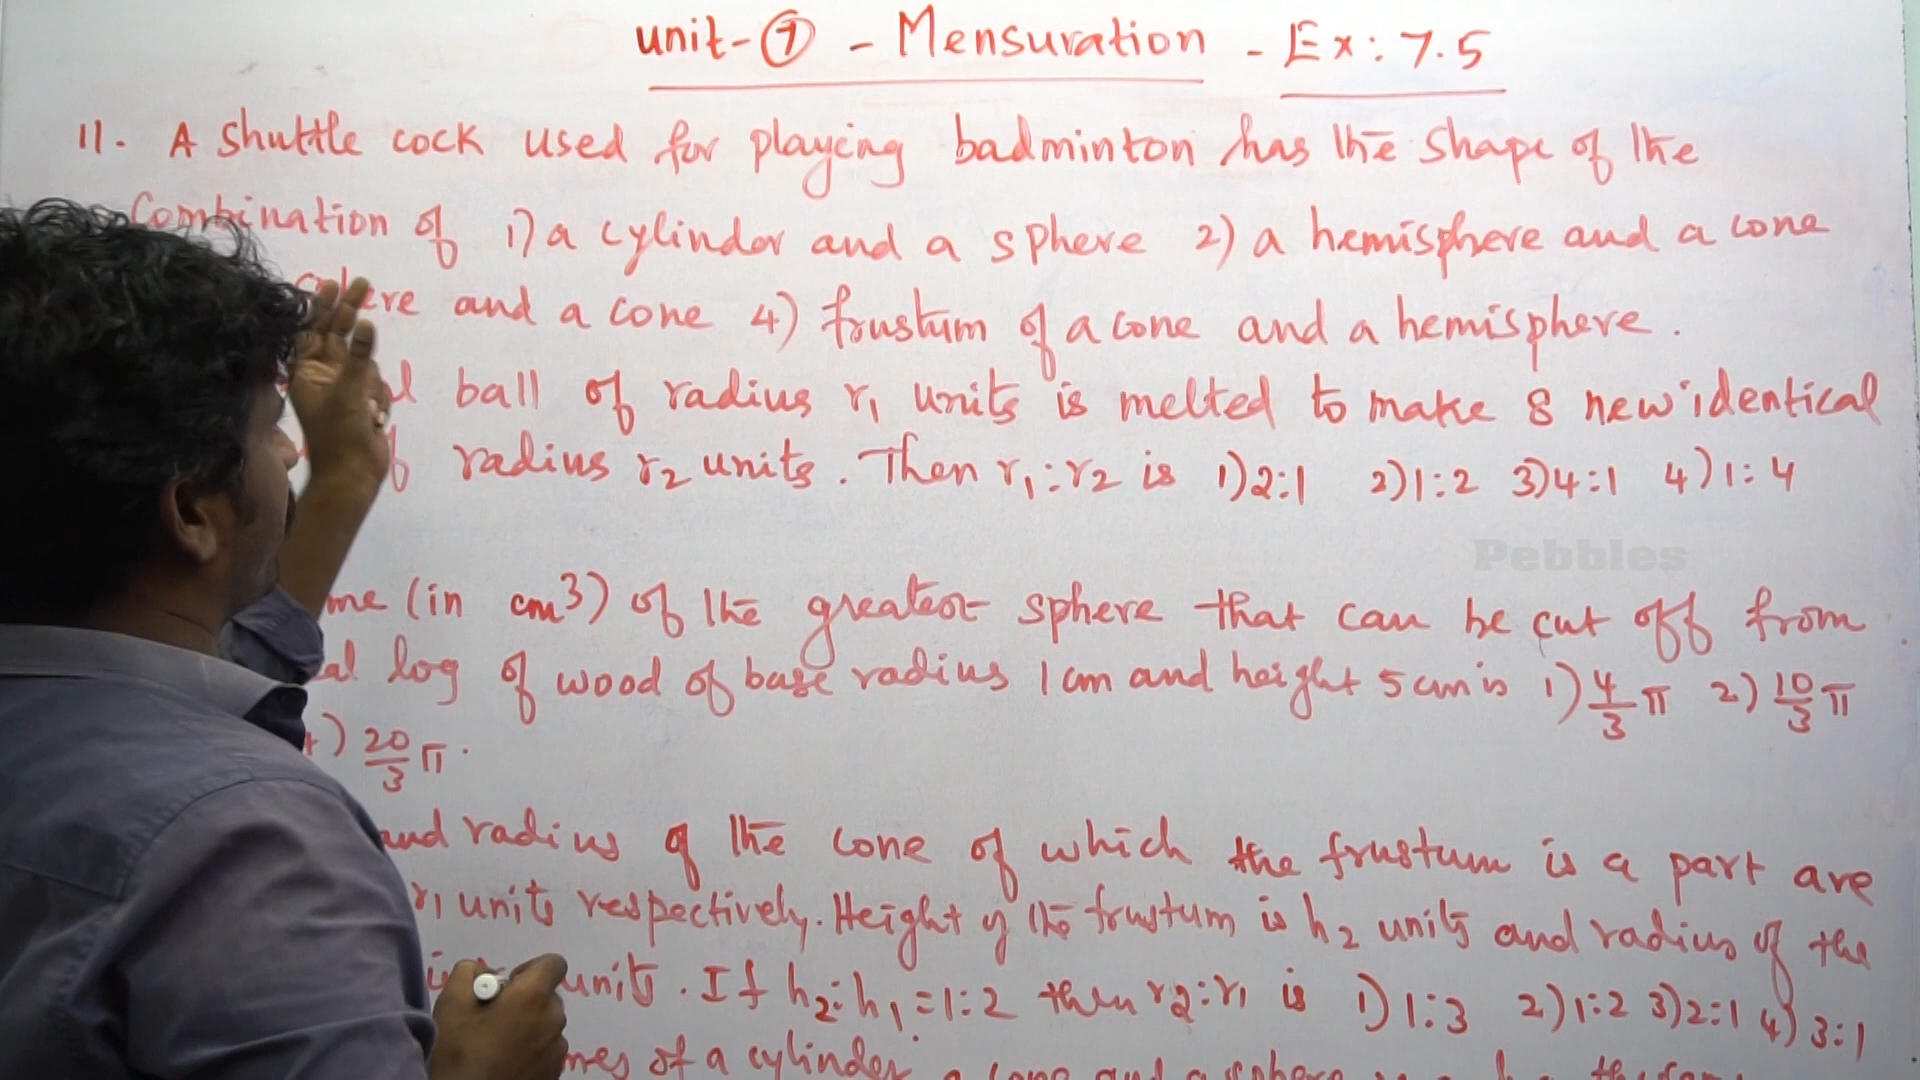 unit-⑦ - Mensuration - Ex: 7.5
11. A shuttle cock used for playing badminton has the shape of the
Combination of 1) a cylinder and a sphere 2) a hemisphere and a cone
and a cone 4) frustum of a cone and a hemisphere.
ball of radius r₁ units is melted to make 8 new identical
radius r₂ units. Then r₁:r₂ is 1) 2:1 2) 1:2 3) 4:1 4) 1:4
Pebbles
(in cm³) of the greatest sphere that can be cut off from
log of wood of base radius 1 cm and height 5 cm is 1) 4/3 π 2) 10/3 π
) 20/3 π.
and radius of the cone of which the frustum is a part are
r₁ units respectively. Height of the frustum is h₂ units and radius of the
units. If h₂:h₁ = 1:2 then r₂:r₁ is 1) 1:3 2) 1:2 3) 2:1 4) 3:1
of a cylinder, a cone and a sphere